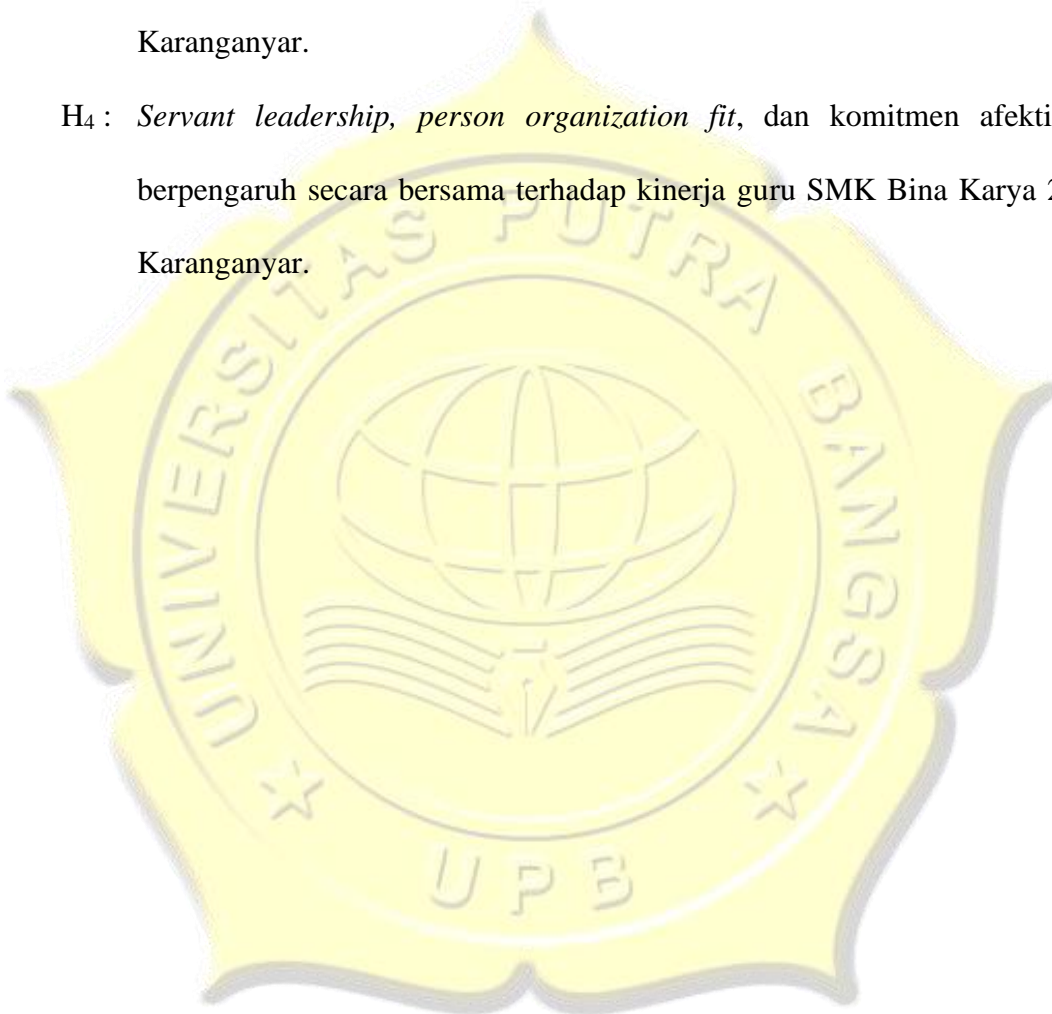 Karanganyar.
H4 : Servant leadership, person organization fit, dan komitmen afekti
berpengaruh secara bersama terhadap kinerja guru SMK Bina Karya 2
Karanganyar.
UNIVERSITAS PUTRA BANGSA
UPB